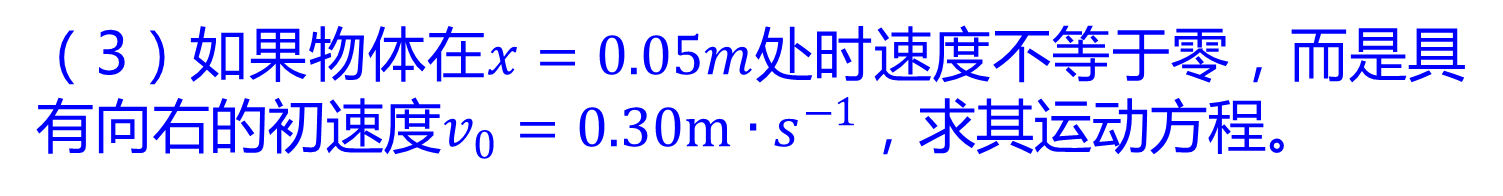 （3）如果物体在x = 0.05m处时速度不等于零，而是具
有向右的初速度v₀ = 0.30m · s⁻¹，求其运动方程。